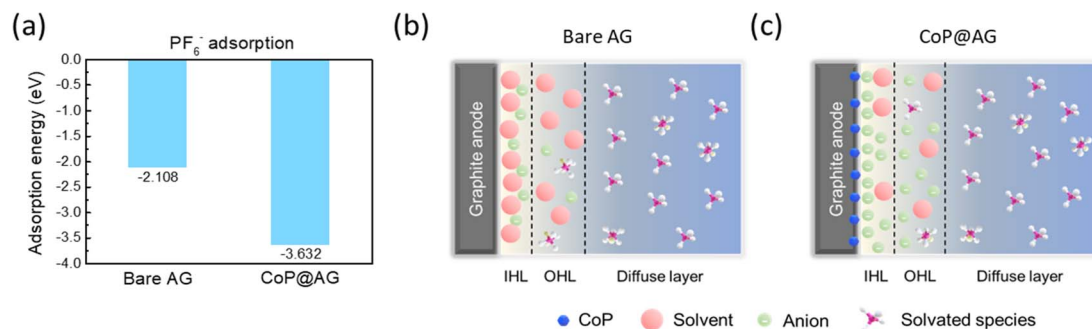 (a)
PF6- adsorption
Adsorption energy (eV)
0.0
-0.5
-1.0
-1.5
-2.0
-2.5
-3.0
-3.5
-4.0
-2.108
-3.632
Bare AG
CoP@AG
(b)
Bare AG
Graphite anode
IHL
OHL
Diffuse layer
(c)
CoP@AG
Graphite anode
IHL
OHL
Diffuse layer
CoP
Solvent
Anion
Solvated species